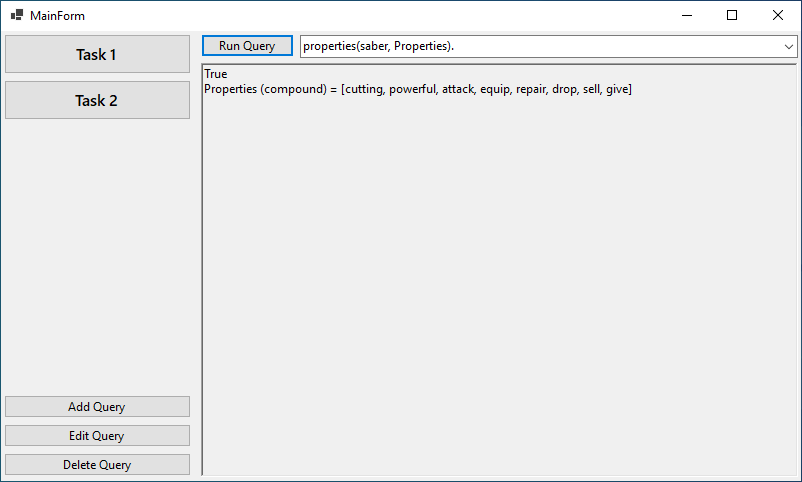 MainForm
Task 1
Task 2
Run Query
properties(saber, Properties).
True
Properties (compound) = [cutting, powerful, attack, equip, repair, drop, sell, give]
Add Query
Edit Query
Delete Query